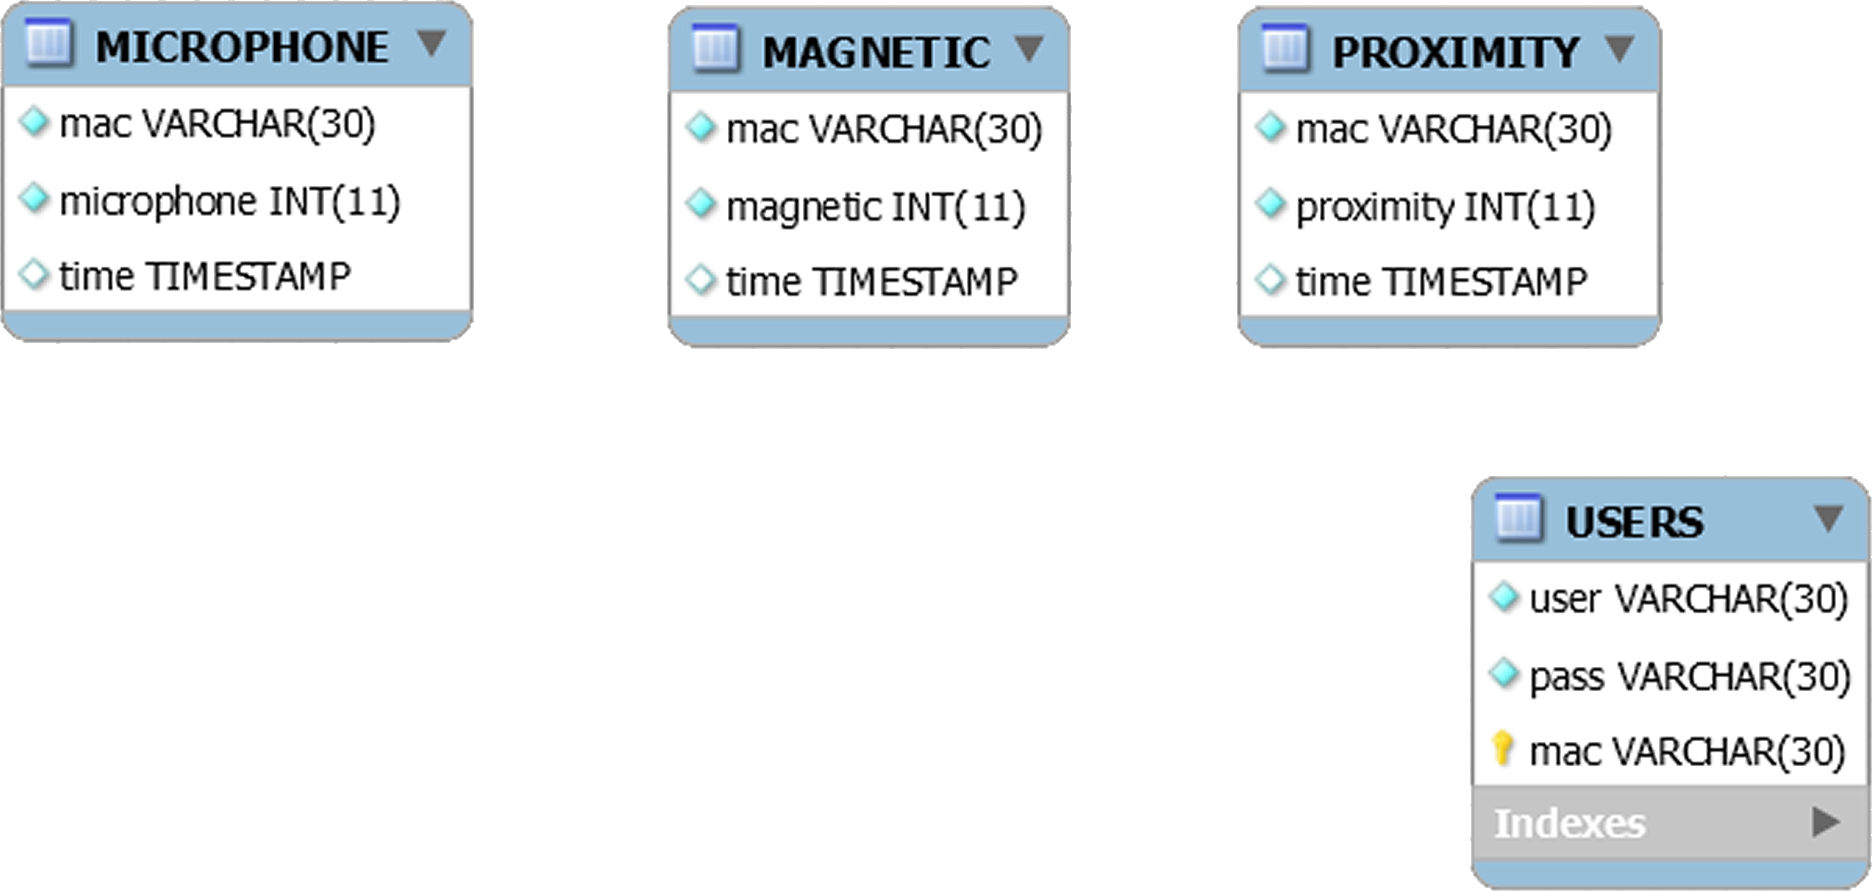 MICROPHONE
mac VARCHAR(30)
microphone INT(11)
time TIMESTAMP
MAGNETIC
mac VARCHAR(30)
magnetic INT(11)
time TIMESTAMP
PROXIMITY
mac VARCHAR(30)
proximity INT(11)
time TIMESTAMP
USERS
user VARCHAR(30)
pass VARCHAR(30)
mac VARCHAR(30)
Indexes